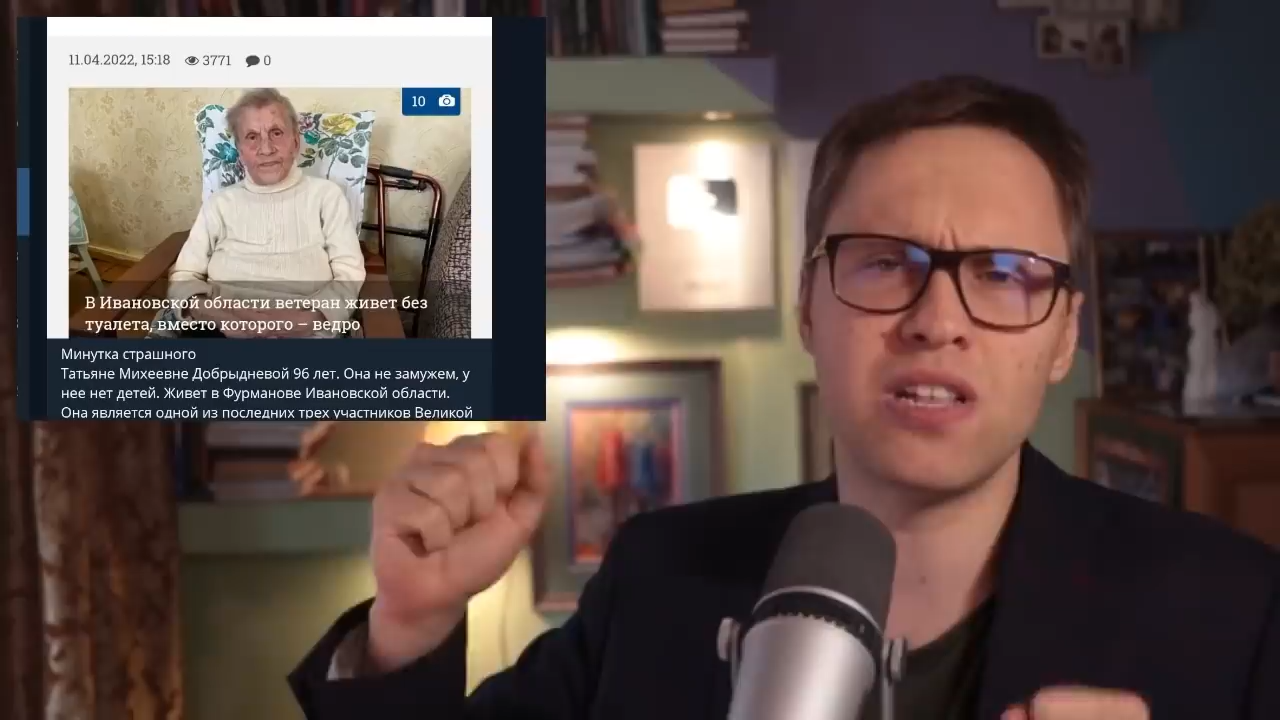 11.04.2022, 15:18 3771 0
10
В Ивановской области ветеран живет без
туалета, вместо которого – ведро
Минутка страшного
Татьяне Михеевне Добрыдневой 96 лет. Она не замужем, у
нее нет детей. Живет в Фурманове Ивановской области.
Она является одной из последних трех участников Великой